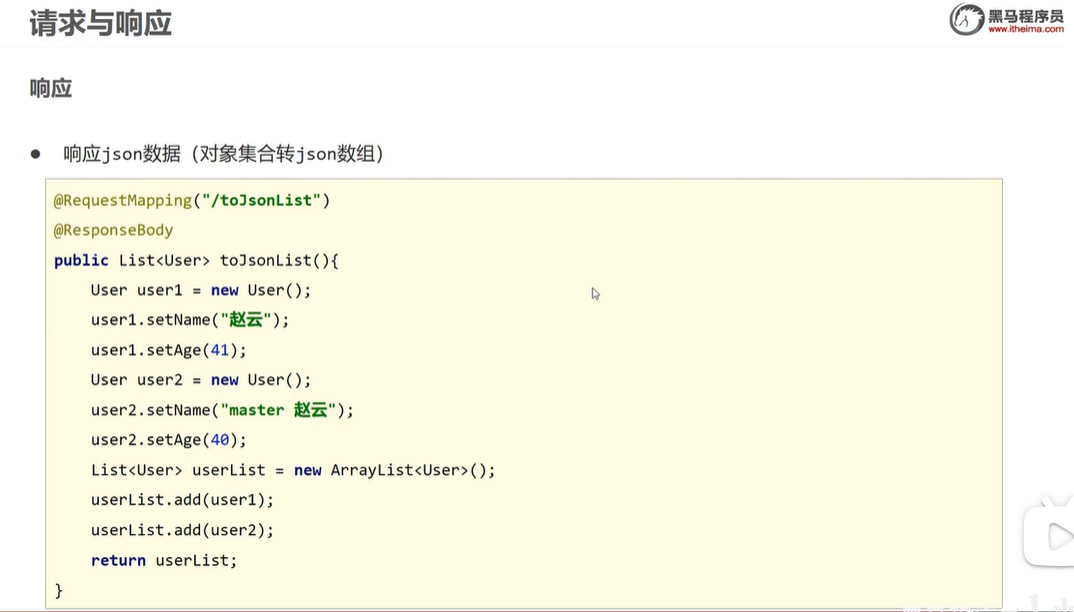 请求与响应
黑马程序员
www.itheima.com
响应
● 响应json数据（对象集合转json数组）
@RequestMapping("/toJsonList")
@ResponseBody
public List<User> toJsonList(){
    User user1 = new User();
    user1.setName("赵云");
    user1.setAge(41);
    User user2 = new User();
    user2.setName("master 赵云");
    user2.setAge(40);
    List<User> userList = new ArrayList<User>();
    userList.add(user1);
    userList.add(user2);
    return userList;
}